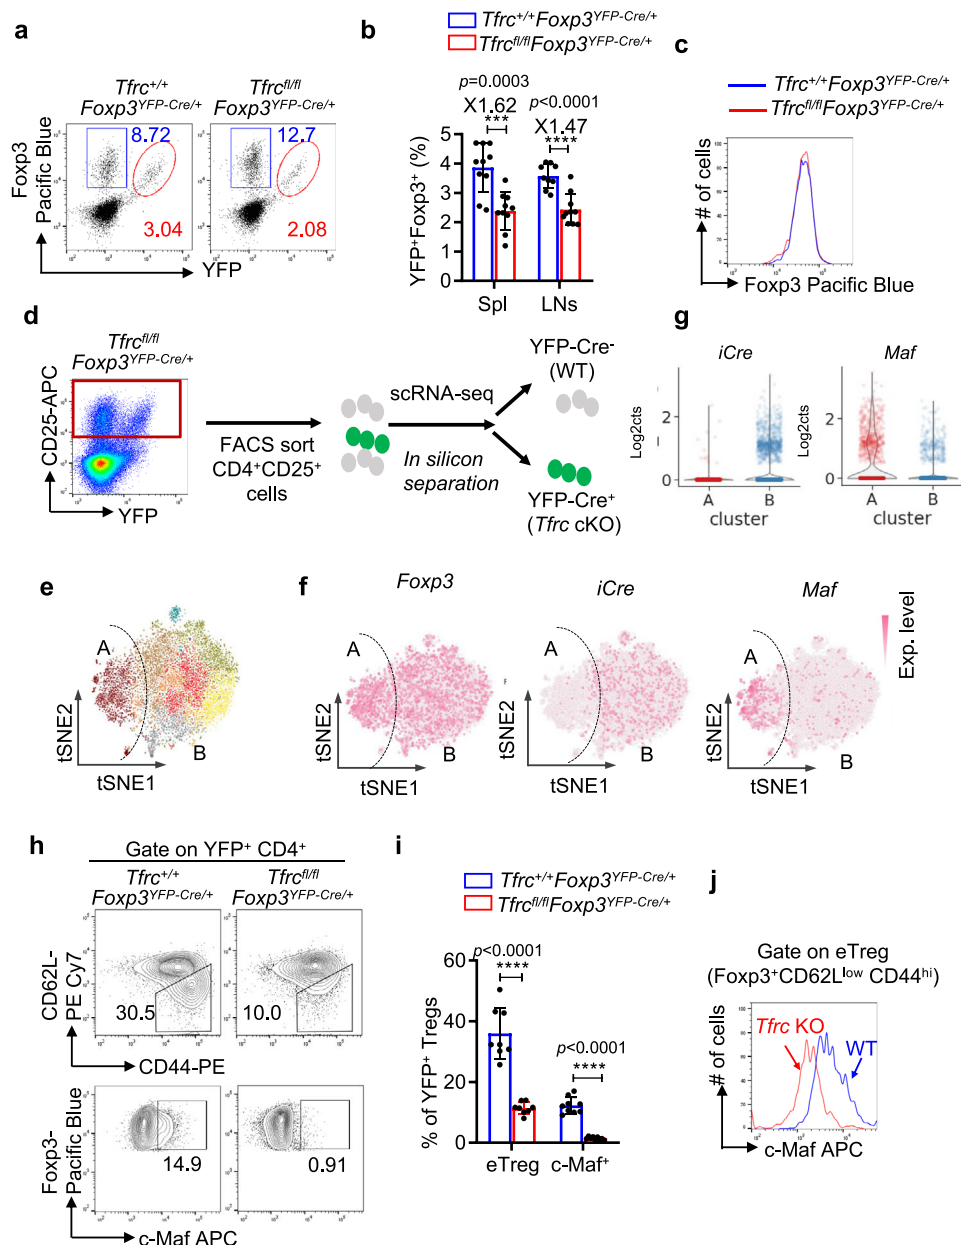 a
Tfrc+/+
Foxp3YFP-Cre/+
Tfrcfl/fl
Foxp3YFP-Cre/+
8.72
12.7
3.04
2.08
Foxp3
Pacific Blue
YFP
b
Tfrc+/+Foxp3YFP-Cre/+
Tfrcfl/flFoxp3YFP-Cre/+
p=0.0003
X1.62
***
p<0.0001
X1.47
****
YFP+Foxp3+ (%)
6
5
4
3
2
1
0
Spl
LNs
c
Tfrc+/+Foxp3YFP-Cre/+
Tfrcfl/flFoxp3YFP-Cre/+
# of cells
Foxp3 Pacific Blue
d
Tfrcfl/fl
Foxp3YFP-Cre/+
CD25-APC
YFP
FACS sort
CD4+CD25+
cells
scRNA-seq
In silicon
separation
YFP-Cre-
(WT)
YFP-Cre+
(Tfrc cKO)
g
iCre
Maf
Log2cts
2
0
A
B
cluster
Log2cts
2
0
A
B
cluster
e
A
B
tSNE2
tSNE1
f
Foxp3
iCre
Maf
A
B
tSNE2
tSNE1
A
tSNE2
tSNE1
A
B
tSNE2
tSNE1
Exp. level
h
Gate on YFP+ CD4+
Tfrc+/+
Foxp3YFP-Cre/+
Tfrcfl/fl
Foxp3YFP-Cre/+
CD62L-
PE Cy7
30.5
10.0
CD44-PE
Foxp3-
Pacific Blue
14.9
0.91
c-Maf APC
i
Tfrc+/+Foxp3YFP-Cre/+
Tfrcfl/flFoxp3YFP-Cre/+
p<0.0001
****
p<0.0001
****
% of YFP+ Tregs
60
40
20
0
eTreg
c-Maf+
j
Gate on eTreg
(Foxp3+CD62Llow CD44hi)
# of cells
100
80
60
40
20
0
Tfrc KO
WT
c-Maf APC